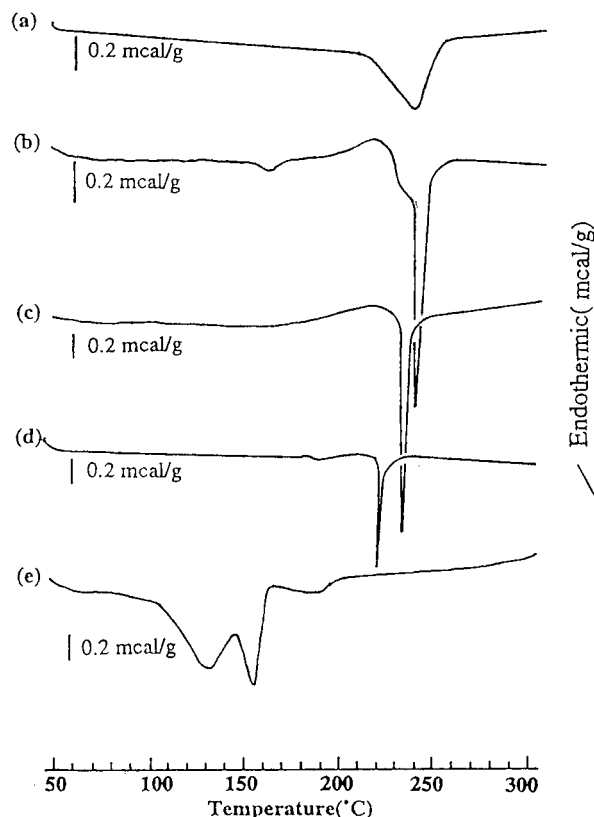 (a)
0.2 mcal/g
(b)
0.2 mcal/g
(c)
0.2 mcal/g
(d)
0.2 mcal/g
(e)
0.2 mcal/g
Endothermic( mcal/g)
50 100 150 200 250 300
Temperature(°C)